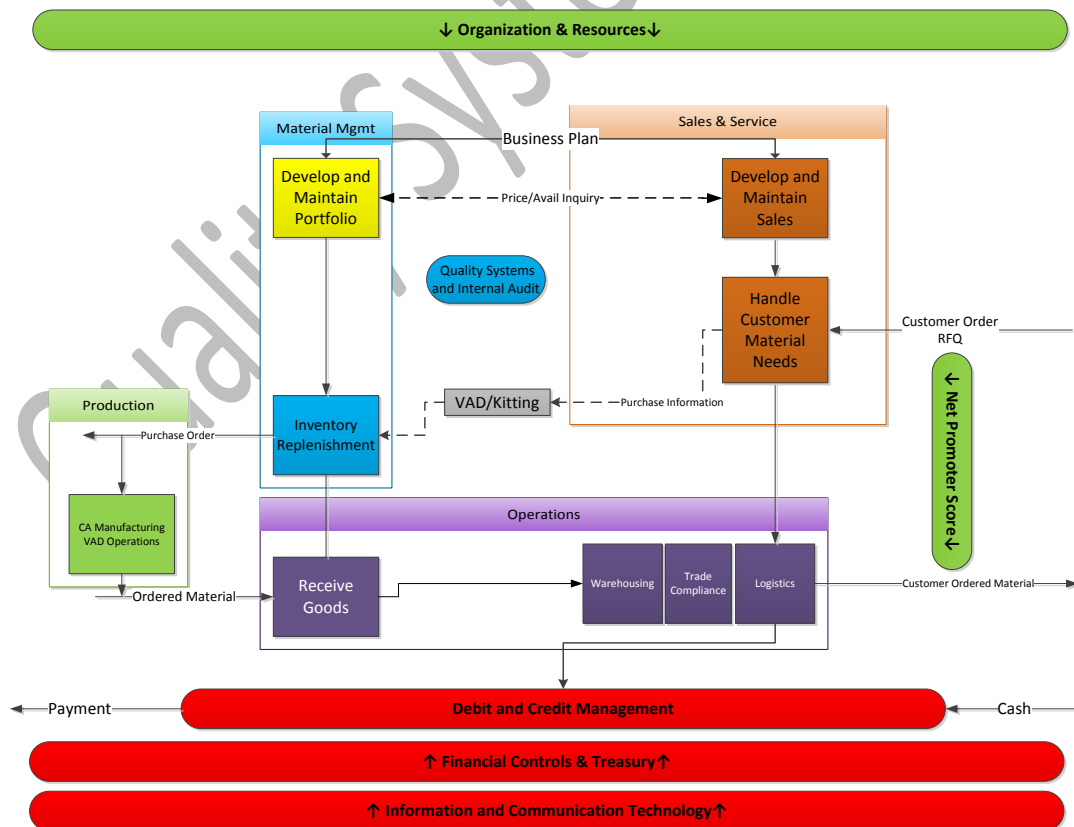 ↓ Organization & Resources↓
Quality Syste
Material Mgmt
Sales & Service
Business Plan
Develop and
Maintain
Portfolio
Price/Avail Inquiry
Develop and
Maintain
Sales
Quality Systems
and Internal Audit
Handle
Customer
Material
Needs
Customer Order
RFQ
↓ Net Promoter Score↓
Production
VAD/Kitting
Purchase Information
Purchase Order
Inventory
Replenishment
CA Manufacturing
VAD Operations
Operations
Ordered Material
Receive
Goods
Warehousing
Trade
Compliance
Logistics
Customer Ordered Material
Payment
Debit and Credit Management
Cash
↑ Financial Controls & Treasury↑
↑ Information and Communication Technology↑